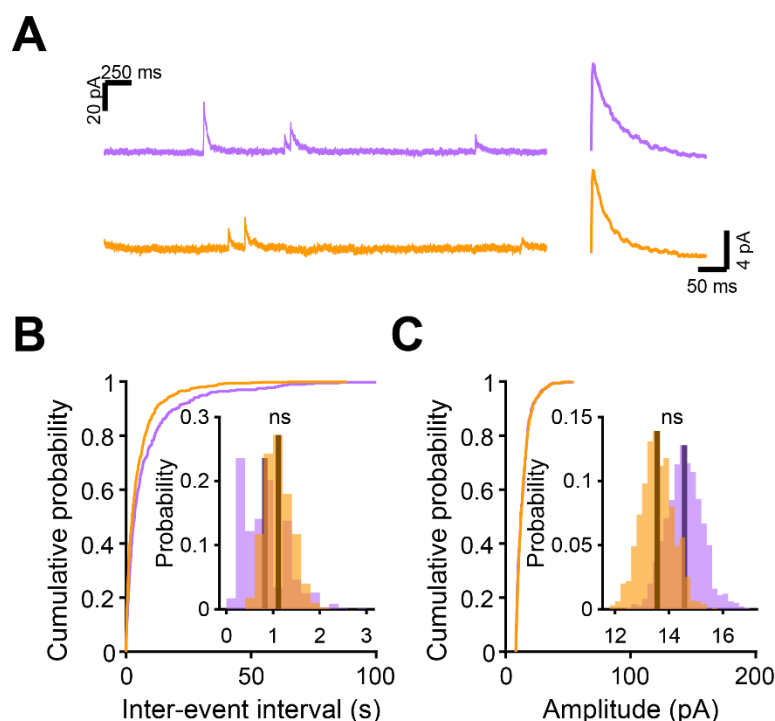 A
250 ms
20 pA
4 pA
50 ms
B
Cumulative probability
1
0.8
0.6
0.4
0.2
0
0
50
100
Inter-event interval (s)
ns
Probability
0.3
0.2
0.1
0
0
1
2
3
C
Cumulative probability
1
0.8
0.6
0.4
0.2
0
0
100
200
Amplitude (pA)
ns
Probability
0.15
0.1
0.05
0
12
14
16